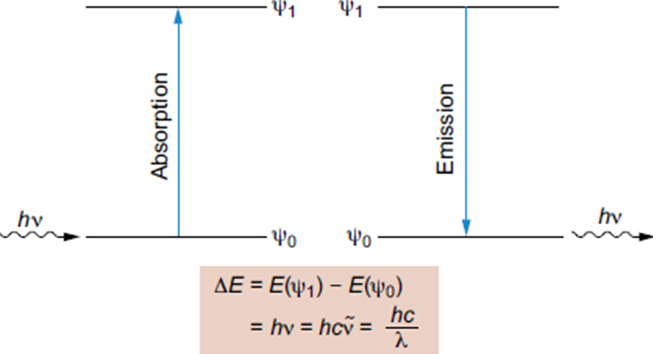 ψ₁ ψ₁
Absorption
Emission
hν
hν
ψ₀ ψ₀
ΔE = E(ψ₁) − E(ψ₀)
= hν = hcν̃ = hc/λ